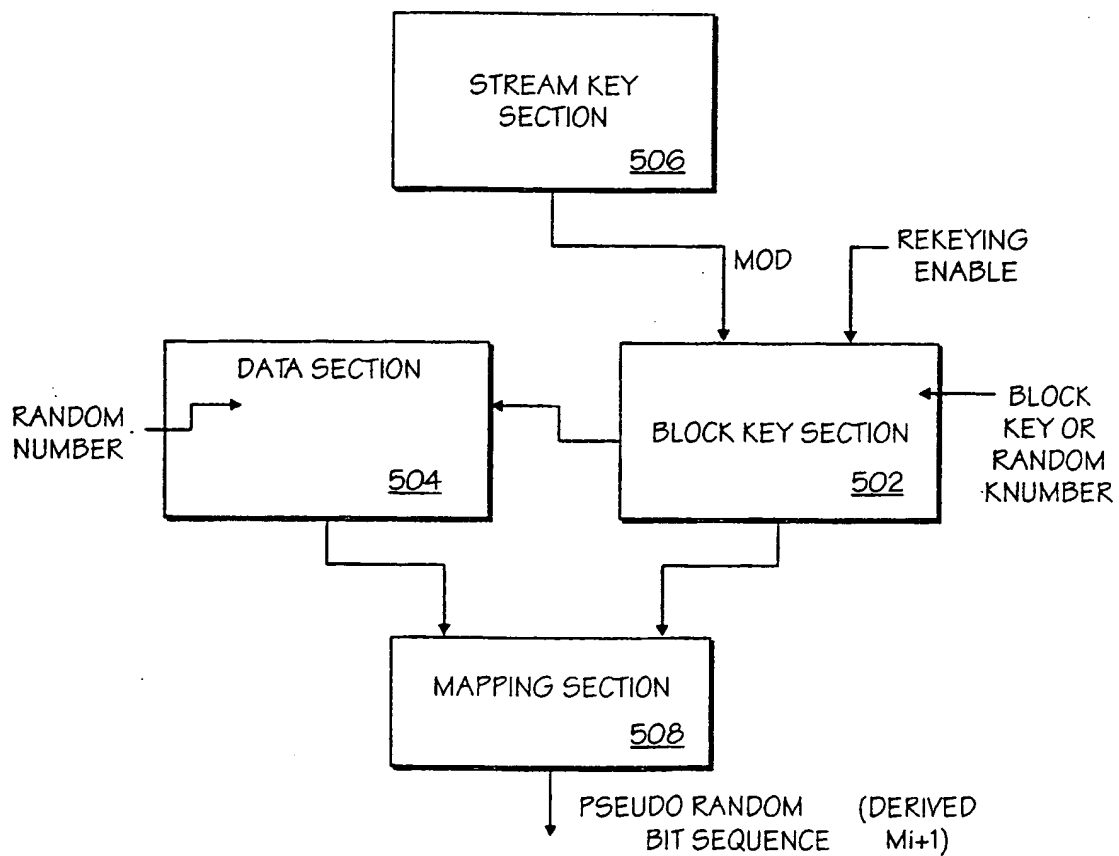 STREAM KEY
SECTION
506
MOD
REKEYING
ENABLE
DATA SECTION
504
RANDOM
NUMBER
BLOCK KEY SECTION
502
BLOCK
KEY OR
RANDOM
KNUMBER
MAPPING SECTION
508
PSEUDO RANDOM (DERIVED
BIT SEQUENCE Mi+1)